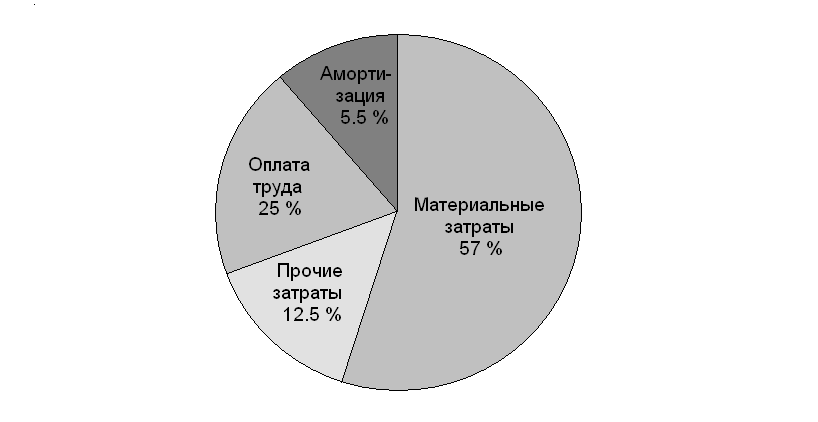 Аморти-
зация
5.5 %
Оплата
труда
25 %
Материальные
затраты
57 %
Прочие
затраты
12.5 %